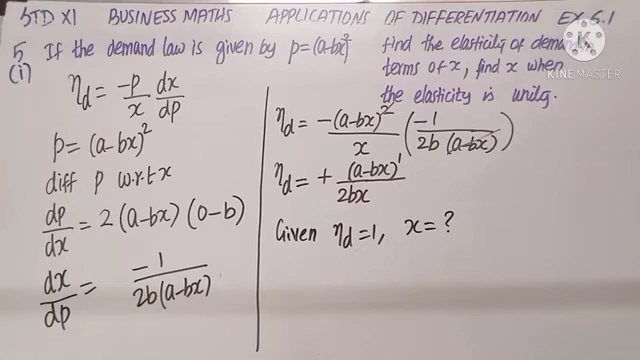 STD XI BUSINESS MATHS APPLICATIONS OF DIFFERENTIATION EX 6.1
5 If the demand law is given by p=(a-bx)² find the elasticity of demand
(i) terms of x, find x when
the elasticity is unity.
KINEMASTER
ηd = -p/x dx/dp
p = (a-bx)²
diff p w.r.t x
dp/dx = 2(a-bx)(0-b)
dx/dp = -1/2b(a-bx)
ηd = -(a-bx)²/x (-1/2b(a-bx))
ηd = + (a-bx)¹/2bx
Given ηd = 1, x = ?